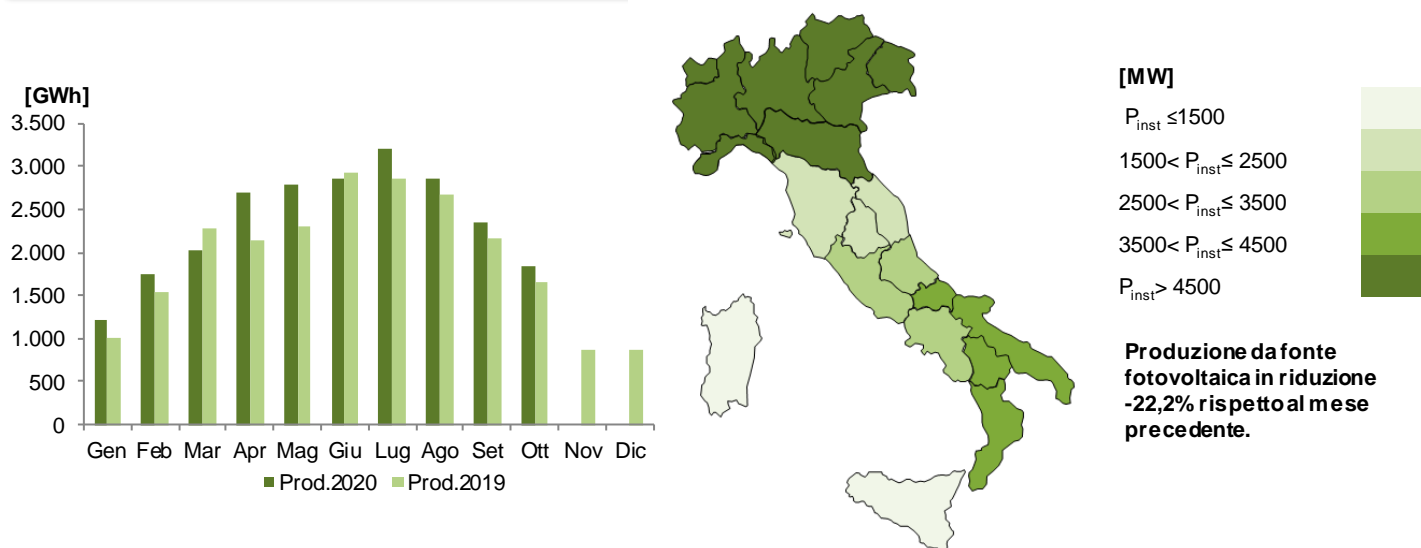 [GWh]
3.500
3.000
2.500
2.000
1.500
1.000
500
0
Gen Feb Mar Apr Mag Giu Lug Ago Set Ott Nov Dic
Prod.2020 Prod.2019
[MW]
Pinst ≤1500
1500< Pinst≤ 2500
2500< Pinst≤ 3500
3500< Pinst≤ 4500
Pinst> 4500
Produzione da fonte
fotovoltaica in riduzione
-22,2% rispetto al mese
precedente.